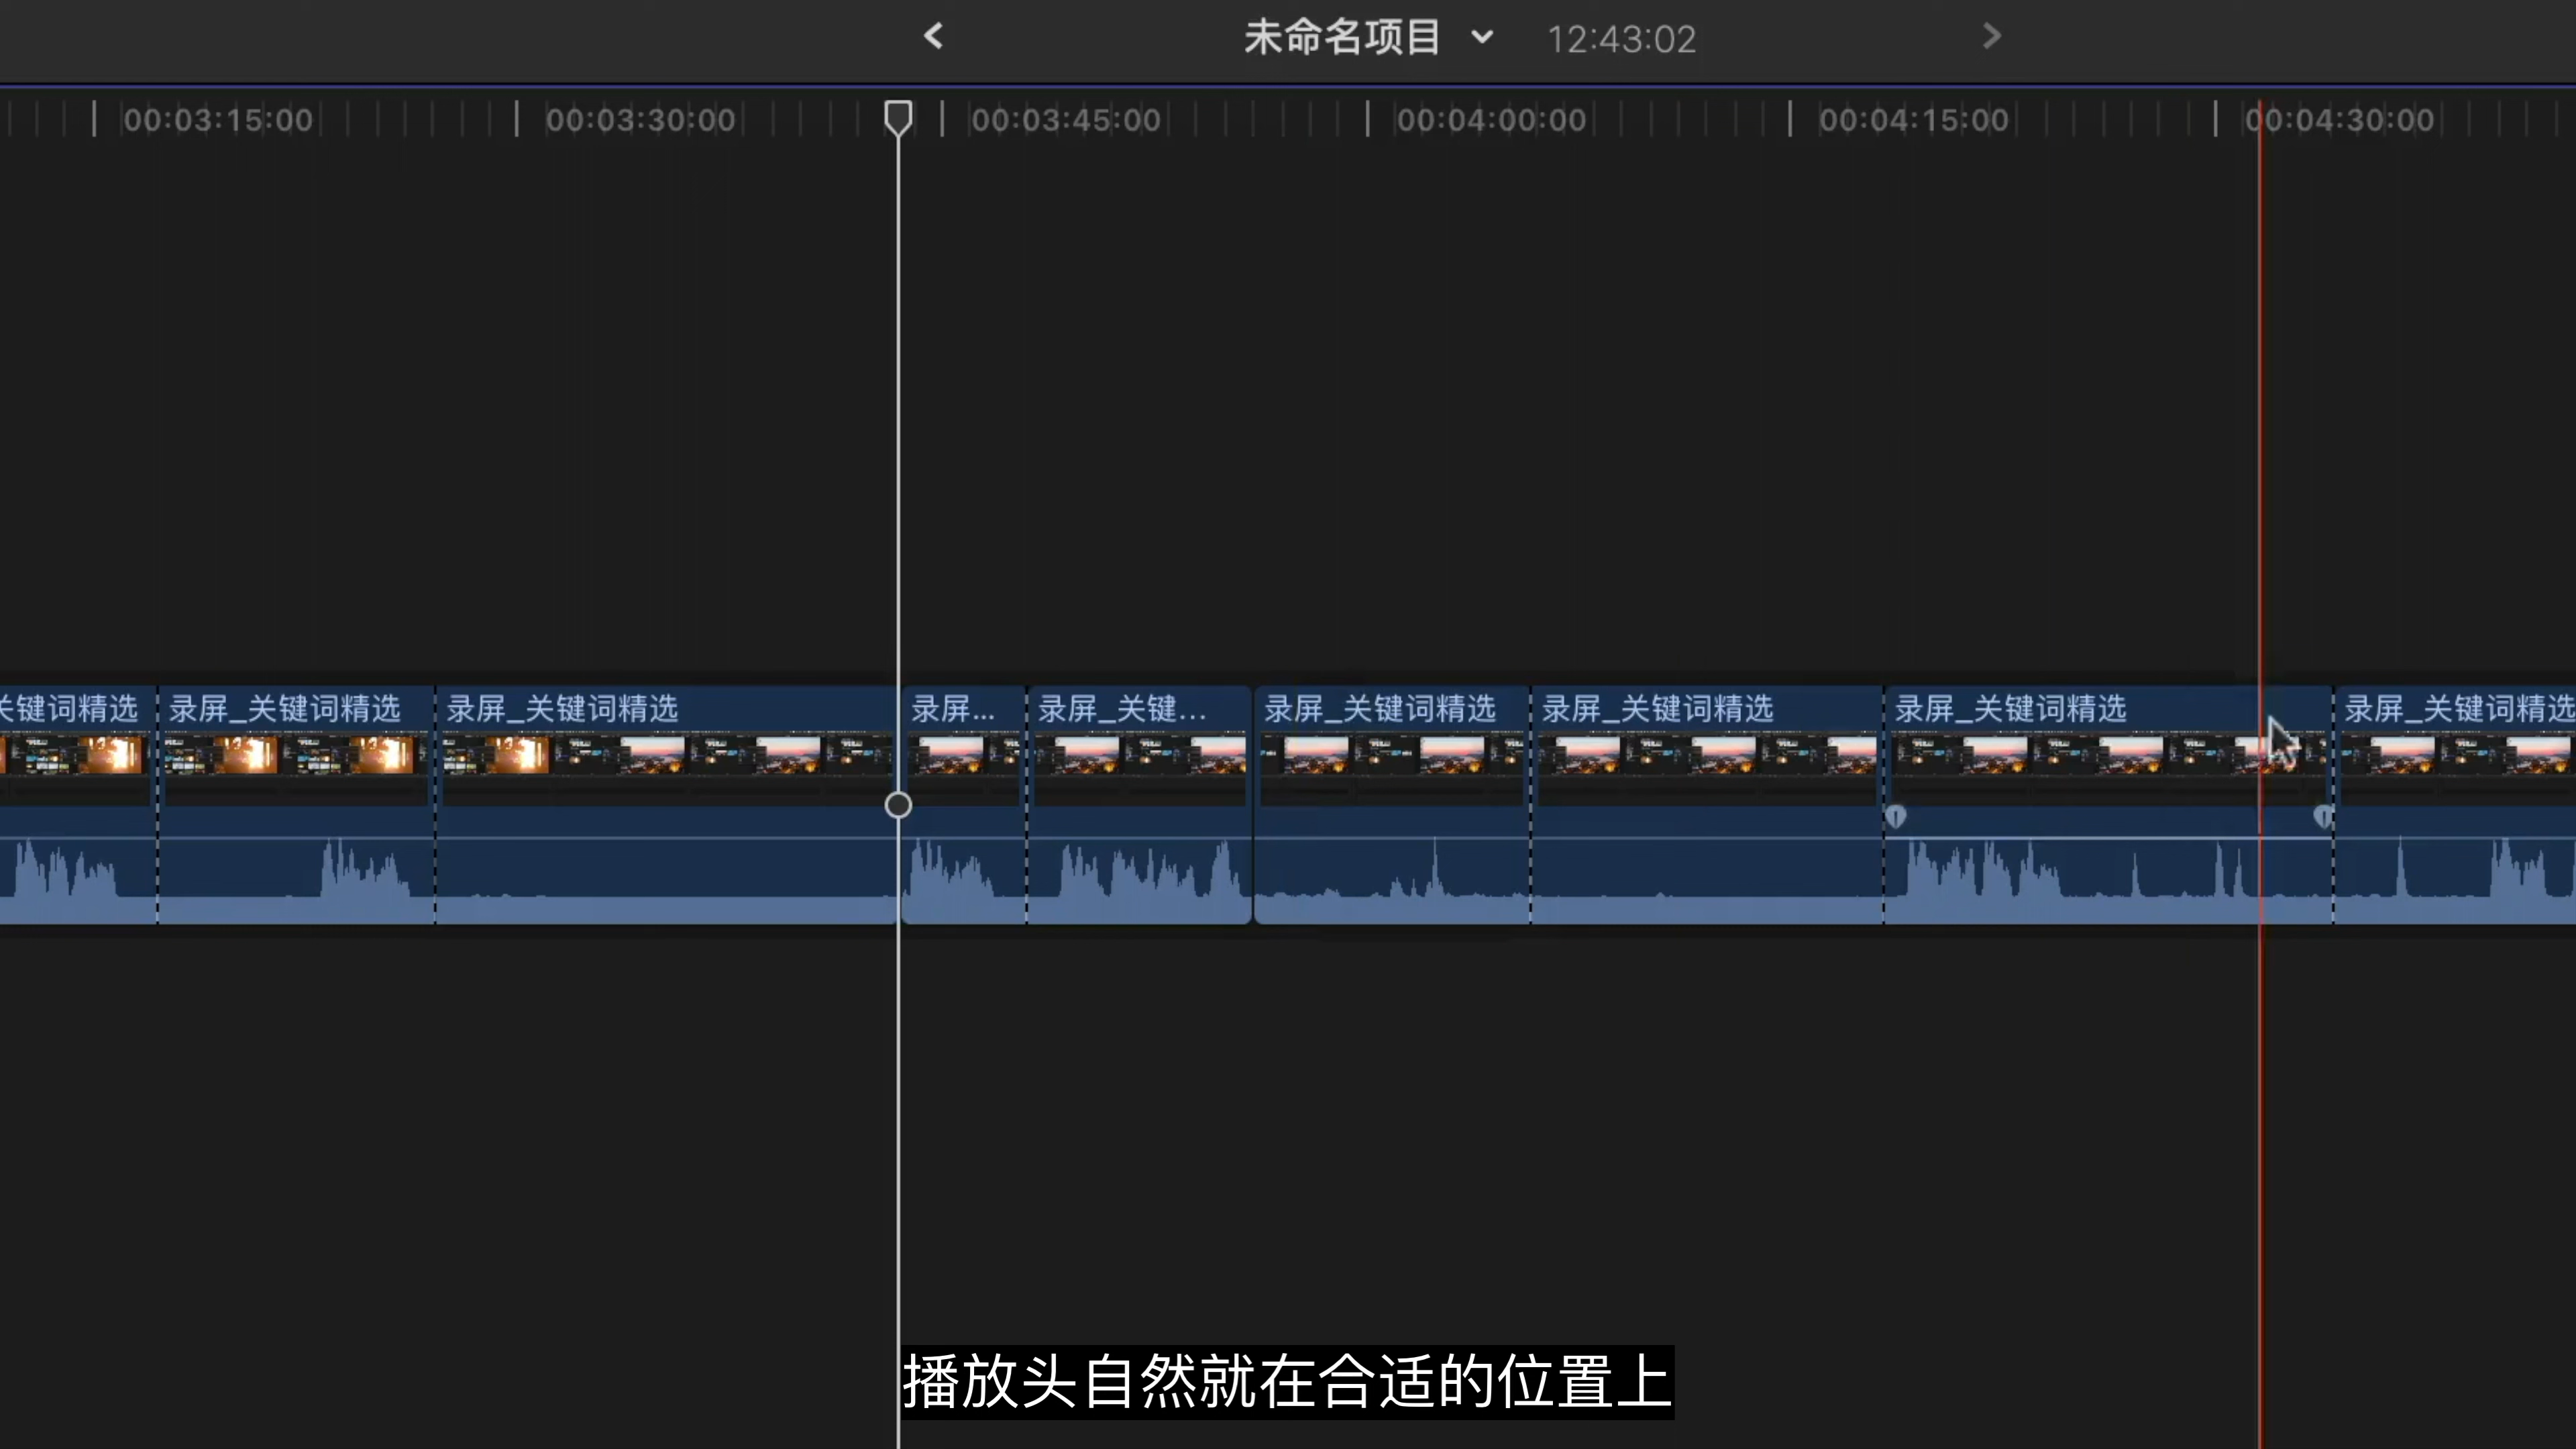 未命名项目 12:43:02
00:03:15:00 00:03:30:00 00:03:45:00 00:04:00:00 00:04:15:00 00:04:30:00
关键词精选 录屏_关键词精选 录屏_关键词精选 录屏... 录屏_关键... 录屏_关键词精选 录屏_关键词精选 录屏_关键词精选 录屏_关键词精选
播放头自然就在合适的位置上